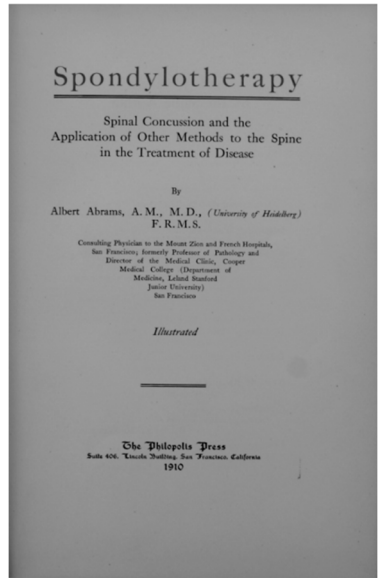 Spondylotherapy
Spinal Concussion and the
Application of Other Methods to the Spine
in the Treatment of Disease
By
Albert Abrams, A. M., M. D., (University of Heidelberg)
F. R. M. S.
Consulting Physician to the Mount Zion and French Hospitals,
San Francisco; formerly Professor of Pathology and
Director of the Medical Clinic, Cooper
Medical College (Department of
Medicine, Leland Stanford
Junior University)
San Francisco
Illustrated
The Philopolis Press
Suite 406, Lincoln Building, San Francisco, California
1910